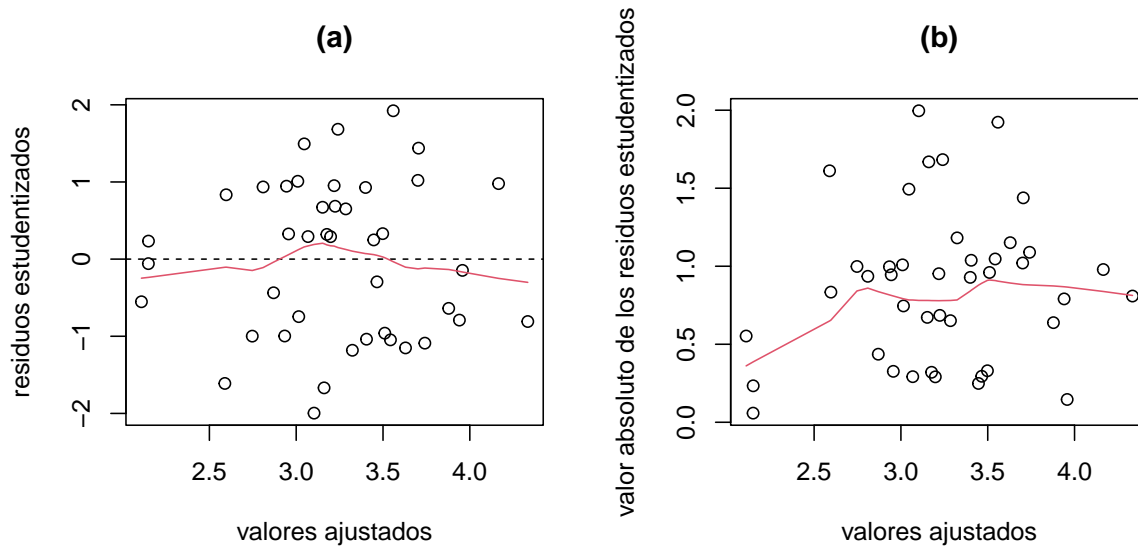 (a)
residuos estudentizados
2
1
0
−1
−2
2.5 3.0 3.5 4.0
valores ajustados
(b)
valor absoluto de los residuos estudentizados
2.0
1.5
1.0
0.5
0.0
2.5 3.0 3.5 4.0
valores ajustados